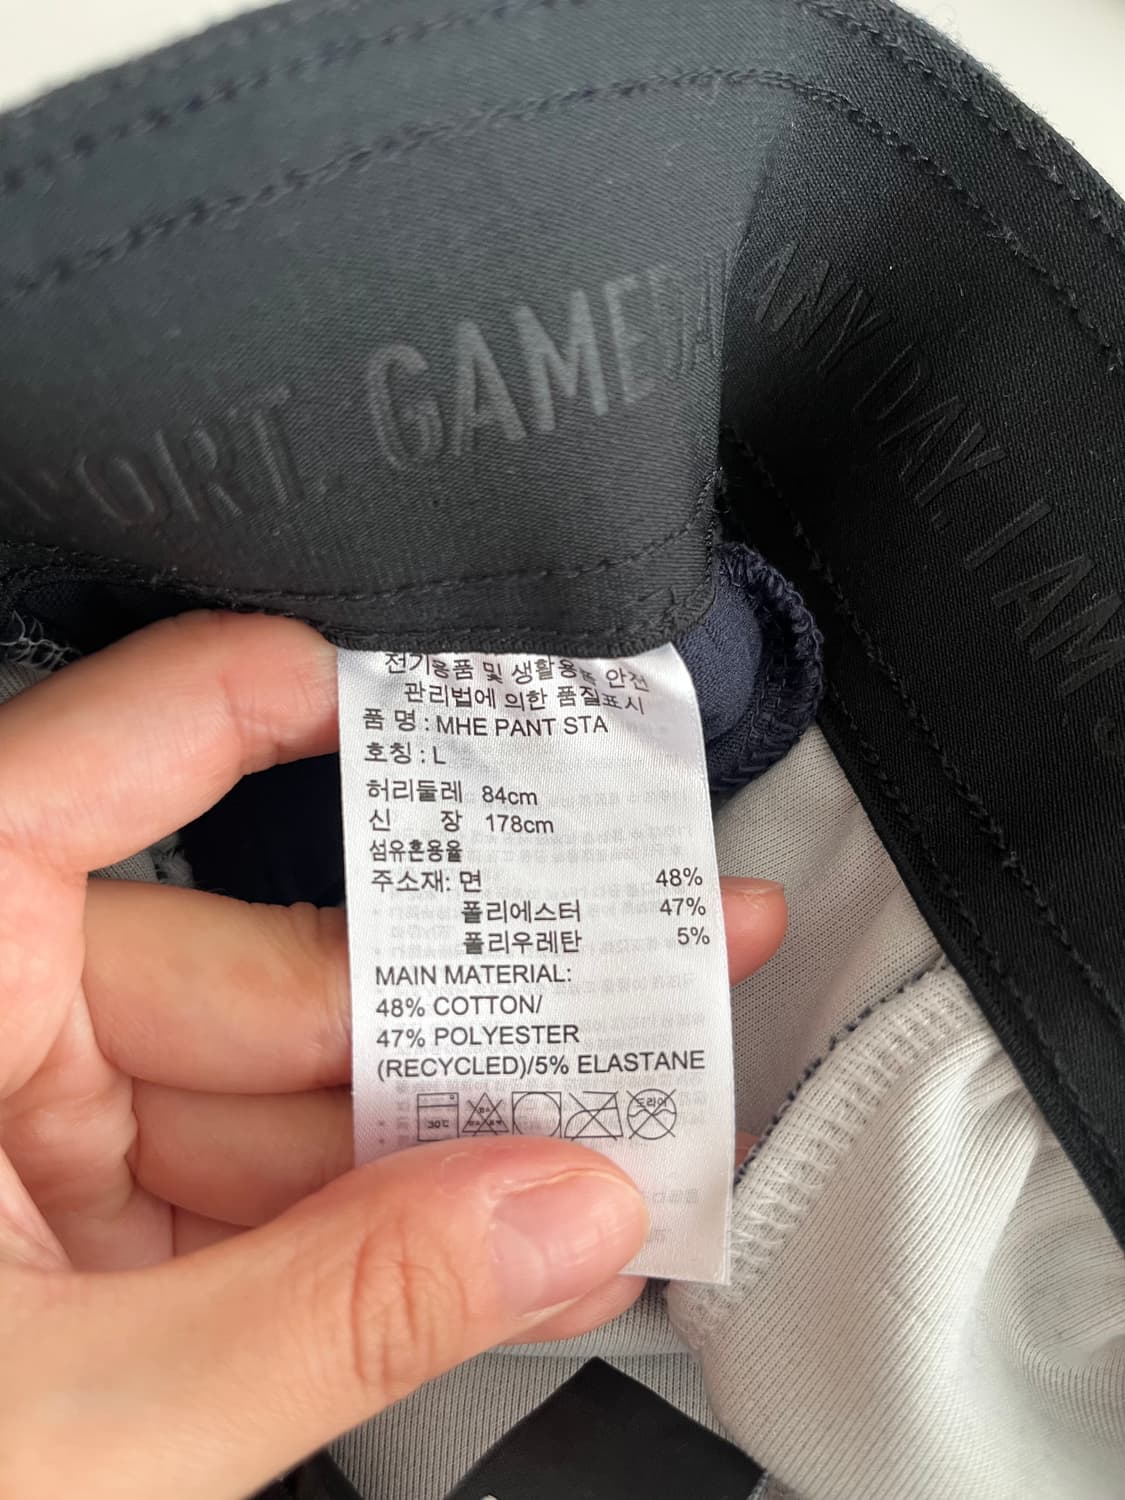 ORT. GAMEDA
ANY DAY. I AM S
전기용품 및 생활용품 안전
관리법에 의한 품질표시
품 명 : MHE PANT STA
호칭 : L
허리둘레 84cm
신 장 178cm
섬유혼용율
주소재: 면 48%
폴리에스터 47%
폴리우레탄 5%
MAIN MATERIAL:
48% COTTON/
47% POLYESTER
(RECYCLED)/5% ELASTANE
30℃
드라이